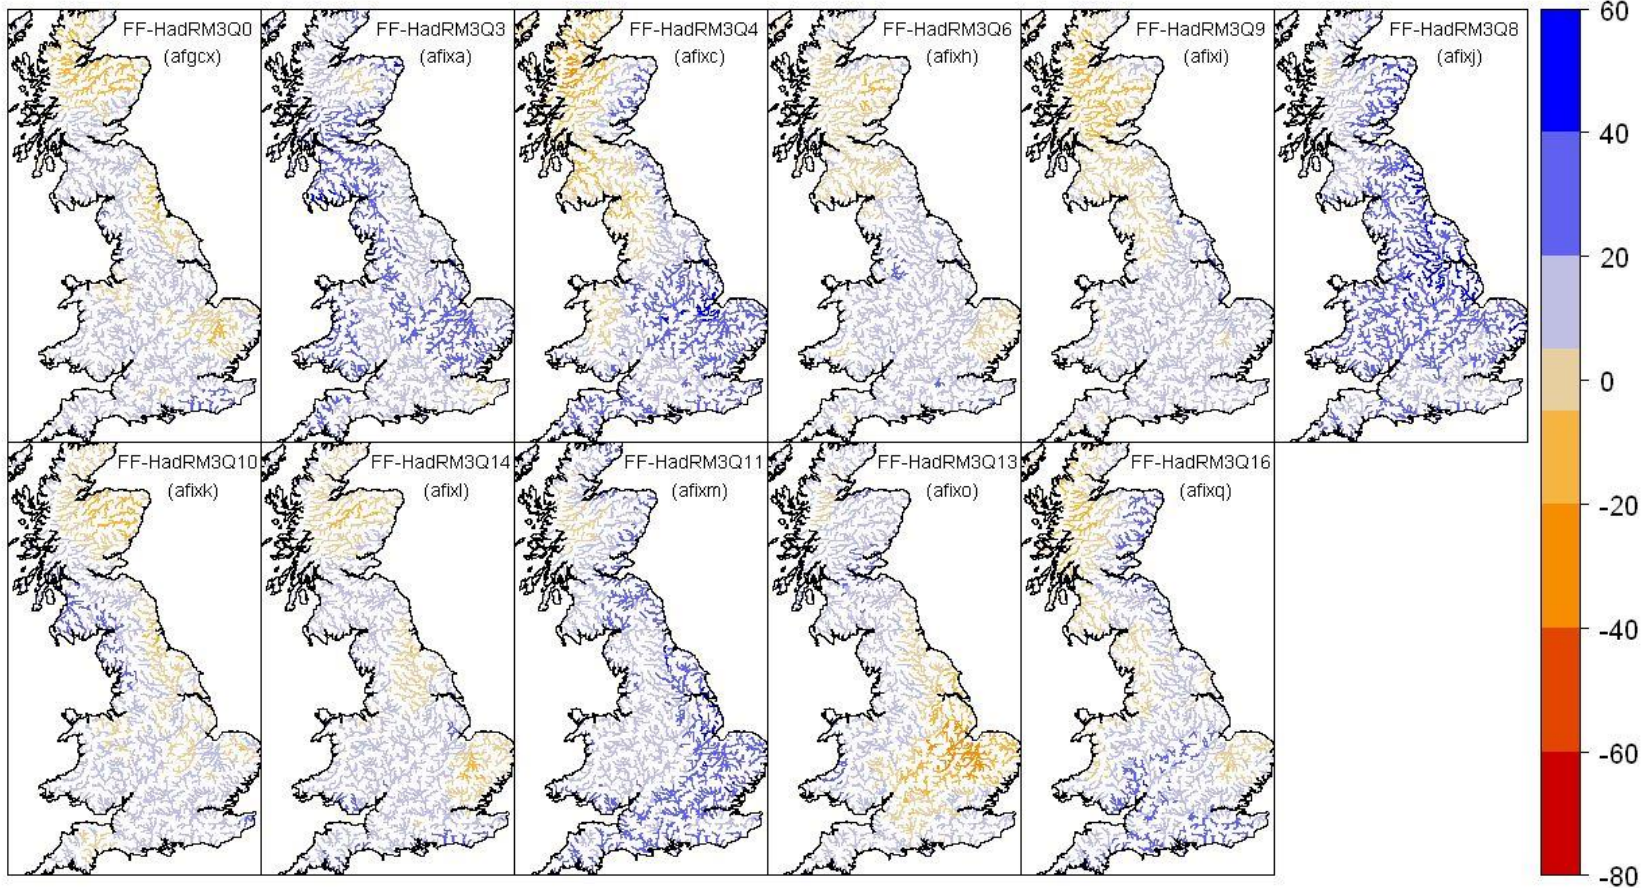 FF-HadRM3Q0
(afgcx)
FF-HadRM3Q3
(afixa)
FF-HadRM3Q4
(afixc)
FF-HadRM3Q6
(afixh)
FF-HadRM3Q9
(afixi)
FF-HadRM3Q8
(afixj)
FF-HadRM3Q10
(afixk)
FF-HadRM3Q14
(afixl)
FF-HadRM3Q11
(afixm)
FF-HadRM3Q13
(afixo)
FF-HadRM3Q16
(afixq)
60
40
20
0
-20
-40
-60
-80